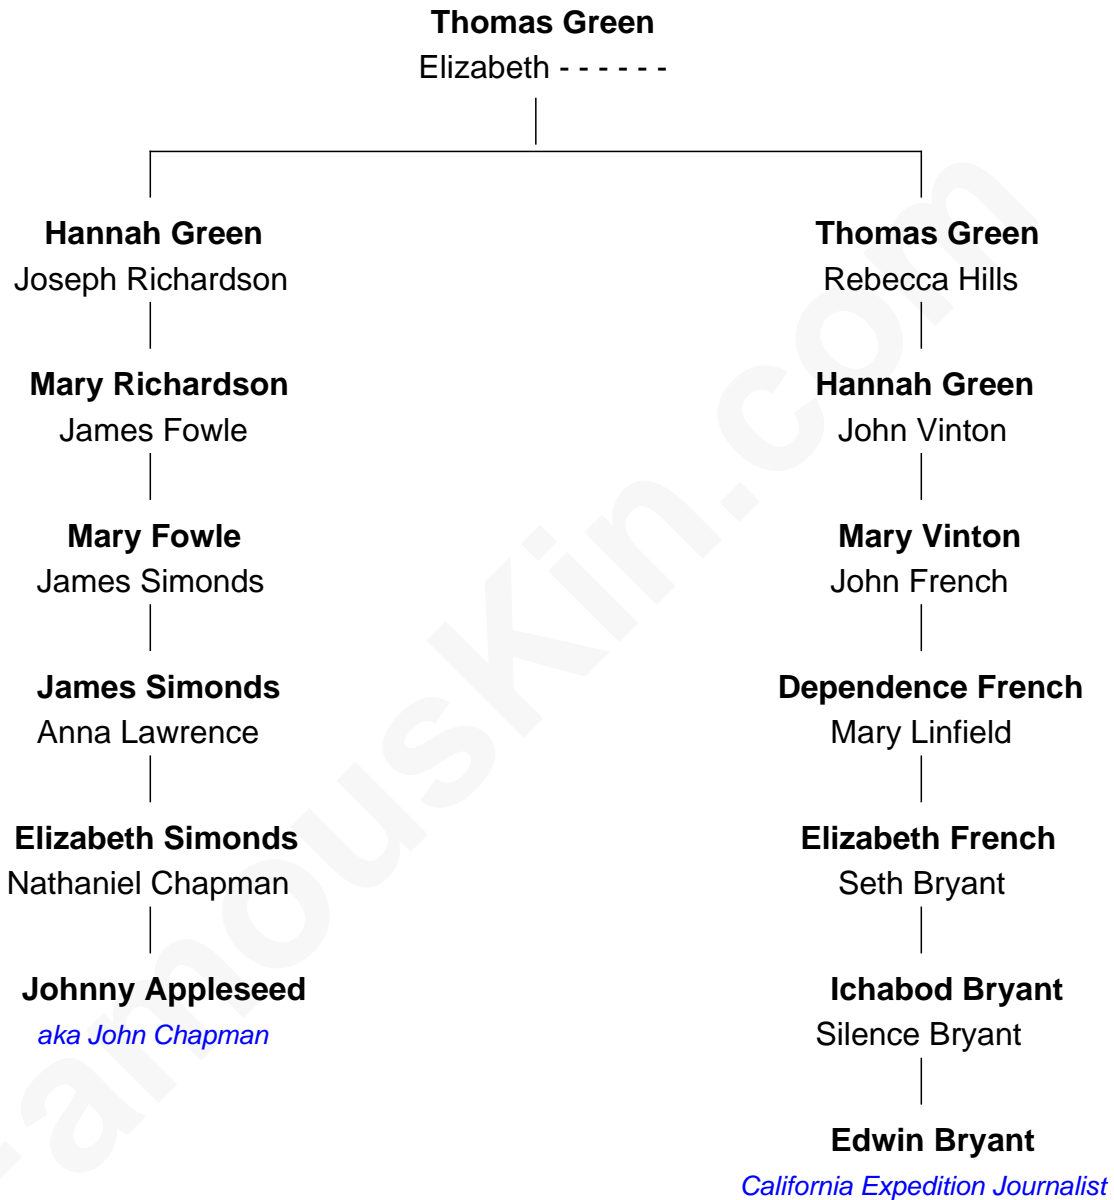 Thomas Green
Elizabeth - - - - - -
Hannah Green
Joseph Richardson
Mary Richardson
James Fowle
Mary Fowle
James Simonds
James Simonds
Anna Lawrence
Elizabeth Simonds
Nathaniel Chapman
Johnny Appleseed
aka John Chapman
Thomas Green
Rebecca Hills
Hannah Green
John Vinton
Mary Vinton
John French
Dependence French
Mary Linfield
Elizabeth French
Seth Bryant
Ichabod Bryant
Silence Bryant
Edwin Bryant
California Expedition Journalist
FamousKin.com